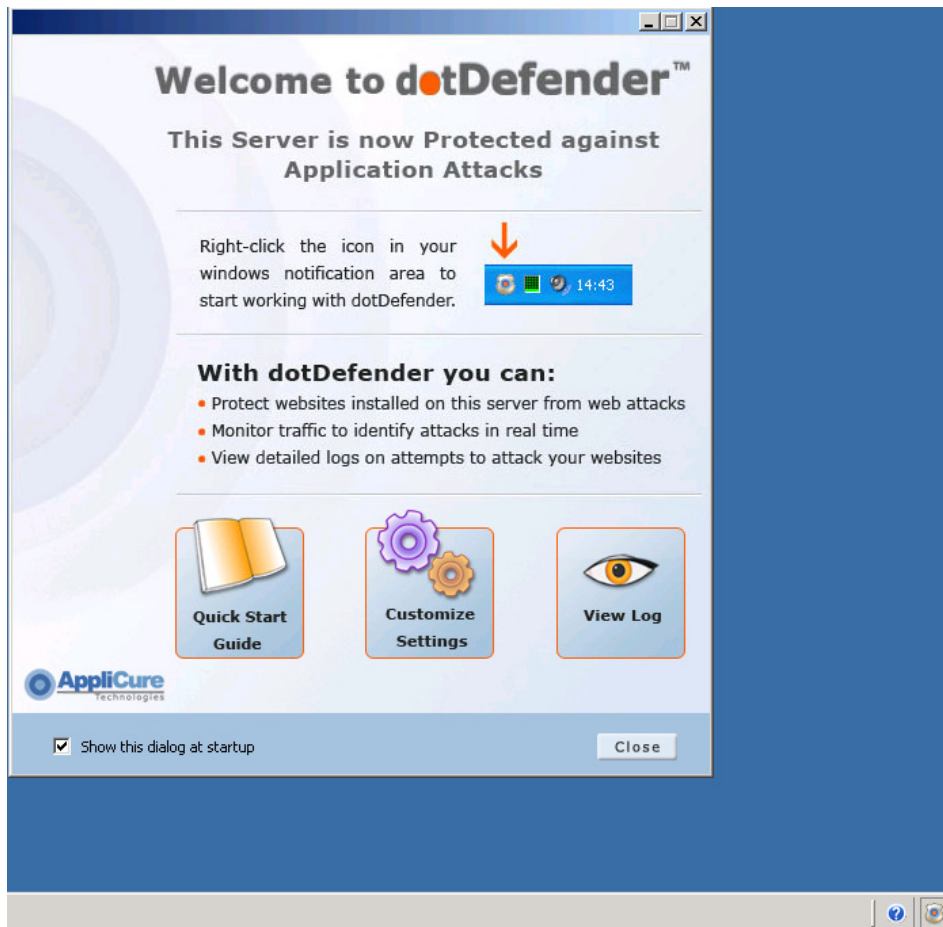 Welcome to dotDefender™
This Server is now Protected against
Application Attacks
Right-click the icon in your
windows notification area to
start working with dotDefender.
14:43
With dotDefender you can:
• Protect websites installed on this server from web attacks
• Monitor traffic to identify attacks in real time
• View detailed logs on attempts to attack your websites
Quick Start
Guide
Customize
Settings
View Log
AppliCure
Technologies
Show this dialog at startup
Close